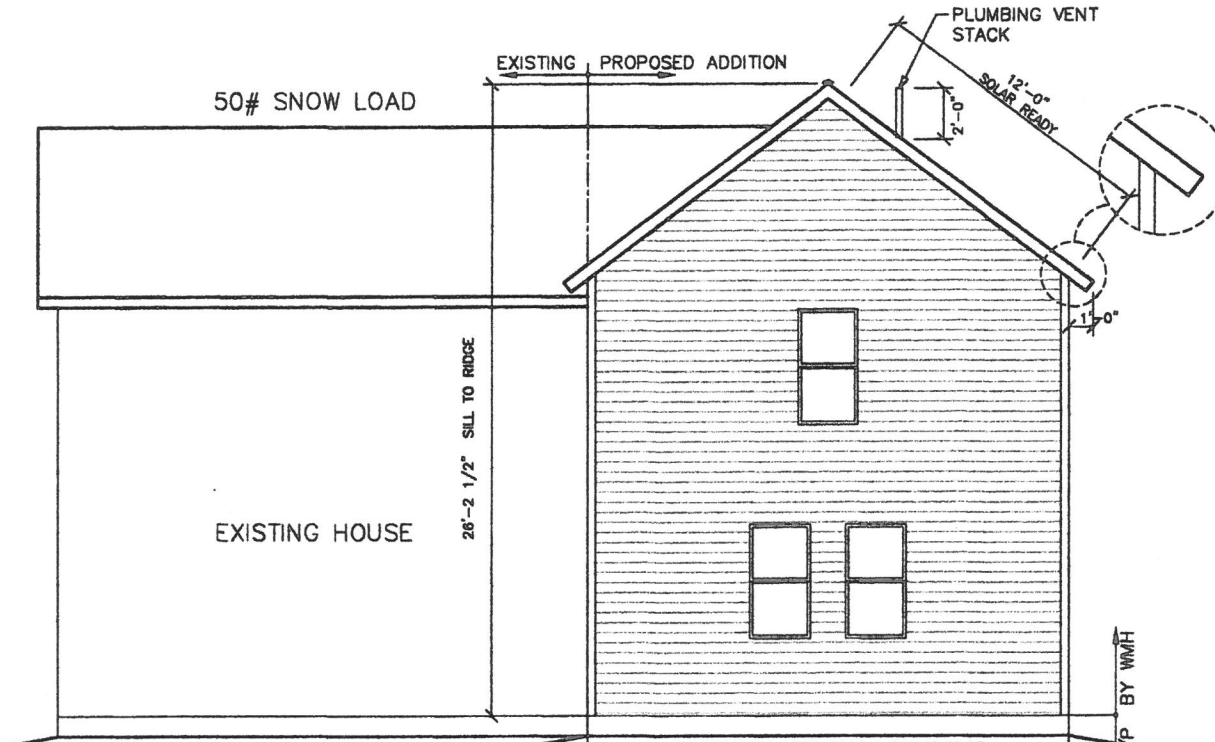 PLUMBING VENT
STACK
EXISTING
PROPOSED ADDITION
50# SNOW LOAD
12'-0"
SOLAR READY
2'-0"
1'-0"
26'-2 1/2" SILL TO RIDGE
EXISTING HOUSE
BY WMH